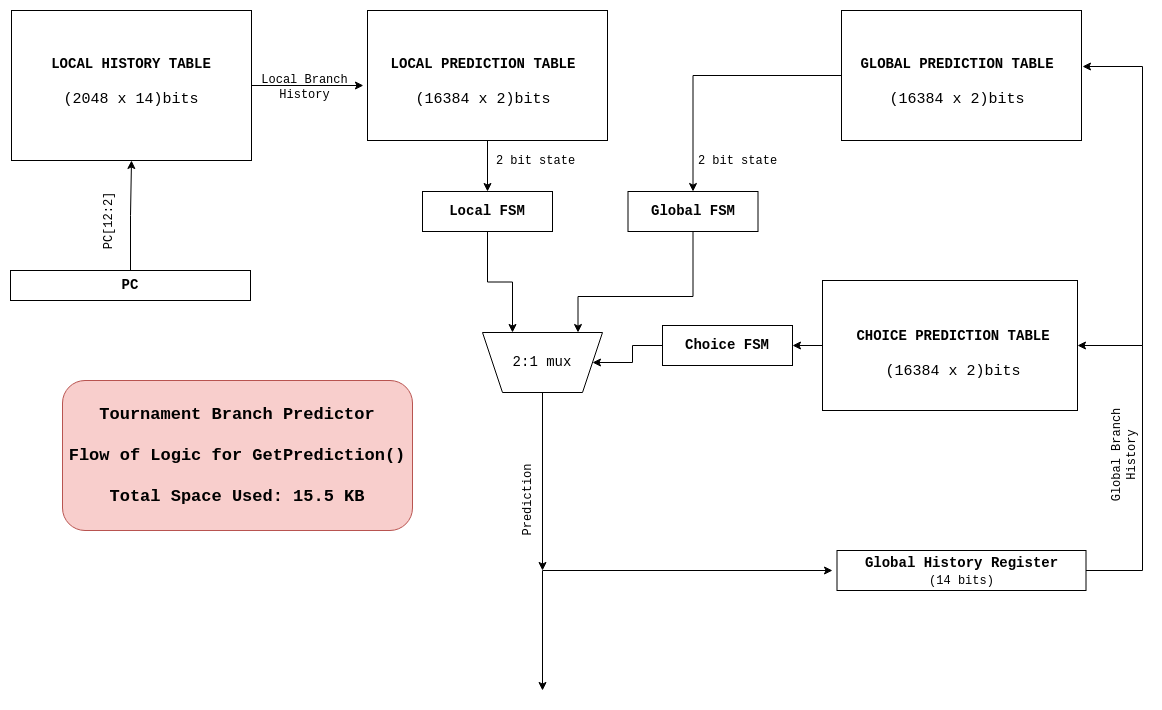 LOCAL HISTORY TABLE
(2048 x 14)bits
Local Branch
History
LOCAL PREDICTION TABLE
(16384 x 2)bits
GLOBAL PREDICTION TABLE
(16384 x 2)bits
PC[12:2]
2 bit state
2 bit state
Local FSM
Global FSM
PC
2:1 mux
Choice FSM
CHOICE PREDICTION TABLE
(16384 x 2)bits
Tournament Branch Predictor
Flow of Logic for GetPrediction()
Total Space Used: 15.5 KB
Prediction
Global Branch
History
Global History Register
(14 bits)